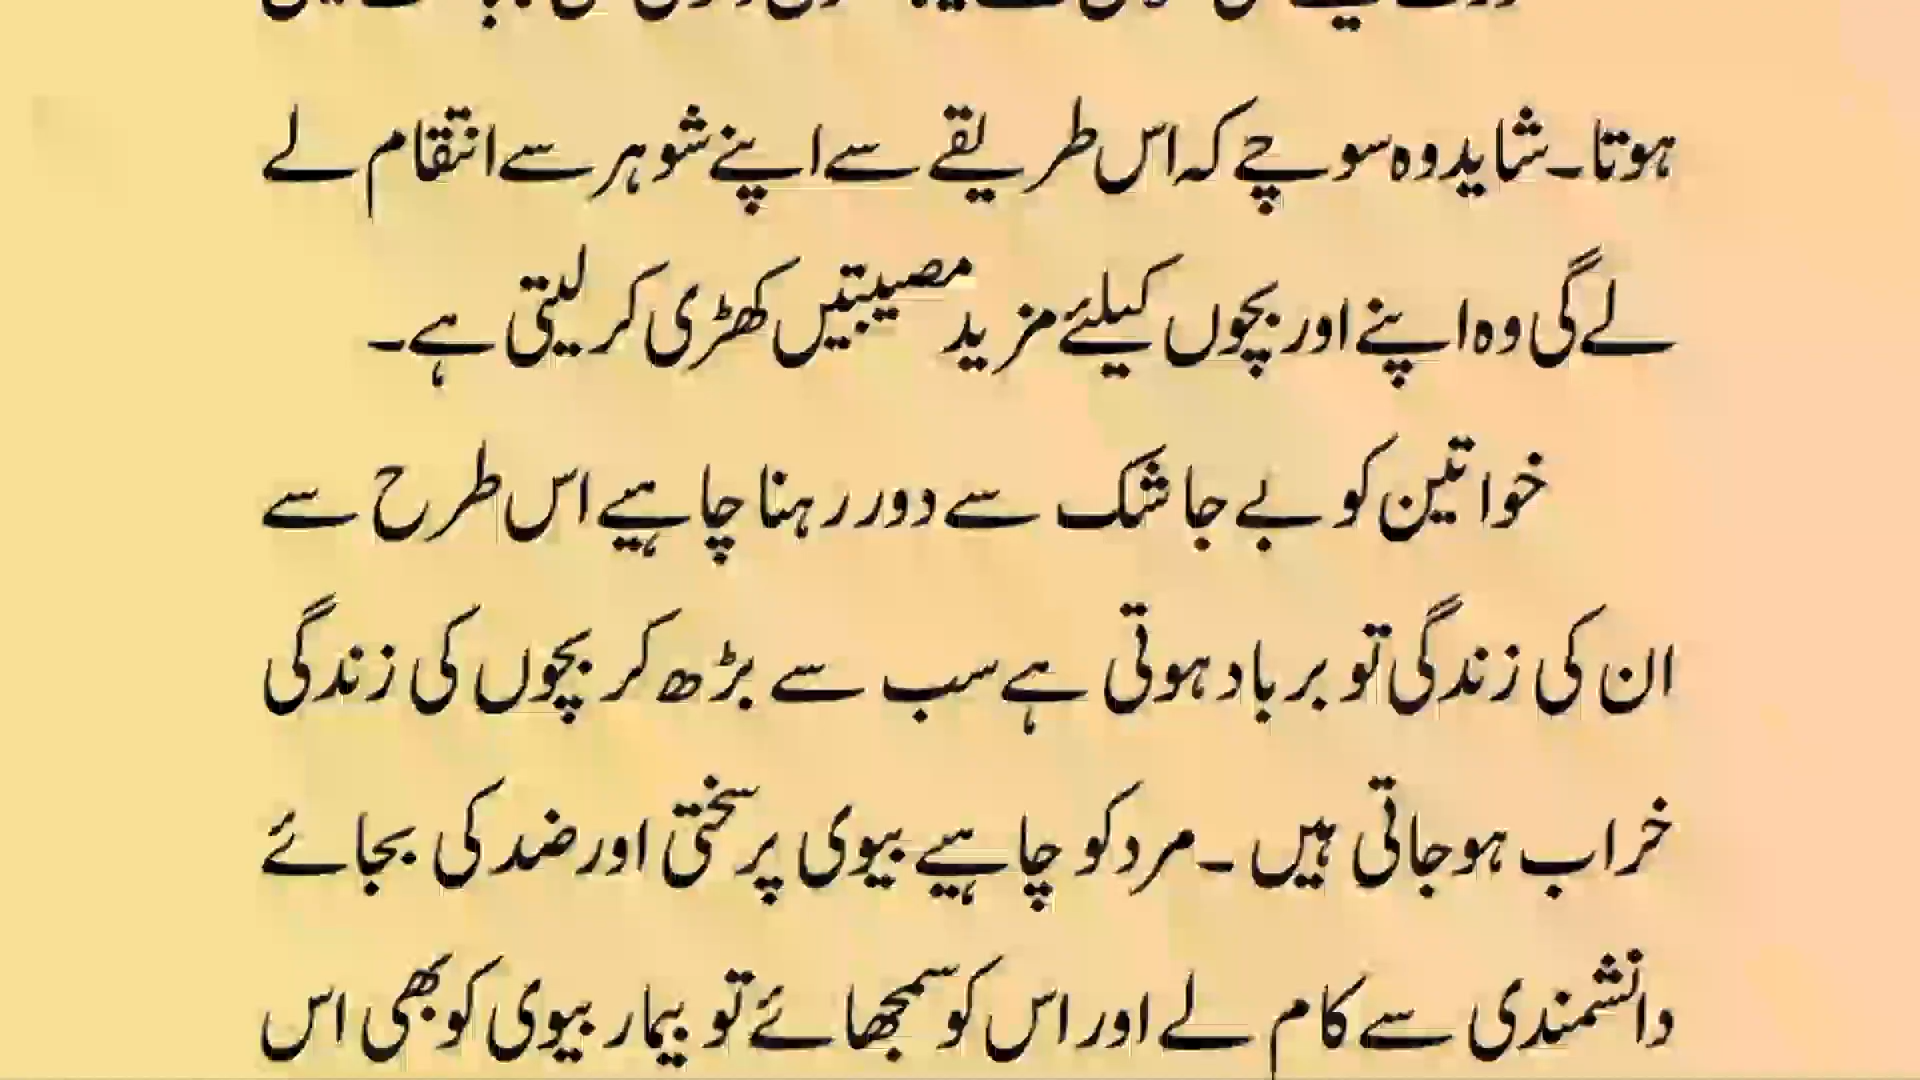 ہوتا۔ شاید وہ سوچے کہ اس طریقے سے اپنے شوہر سے انتقام لے
لے گی وہ اپنے اور بچوں کیلئے مزید مصیبتیں کھڑی کر لیتی ہے۔
خواتین کو بے جا شک سے دور رہنا چاہیے اس طرح سے
ان کی زندگی تو برباد ہوتی ہے سب سے بڑھ کر بچوں کی زندگی
خراب ہو جاتی ہیں۔ مرد کو چاہیے بیوی پر سختی اور ضد کی بجائے
دانشمندی سے کام لے اور اس کو سمجھائے تو بیمار بیوی کو بھی اس